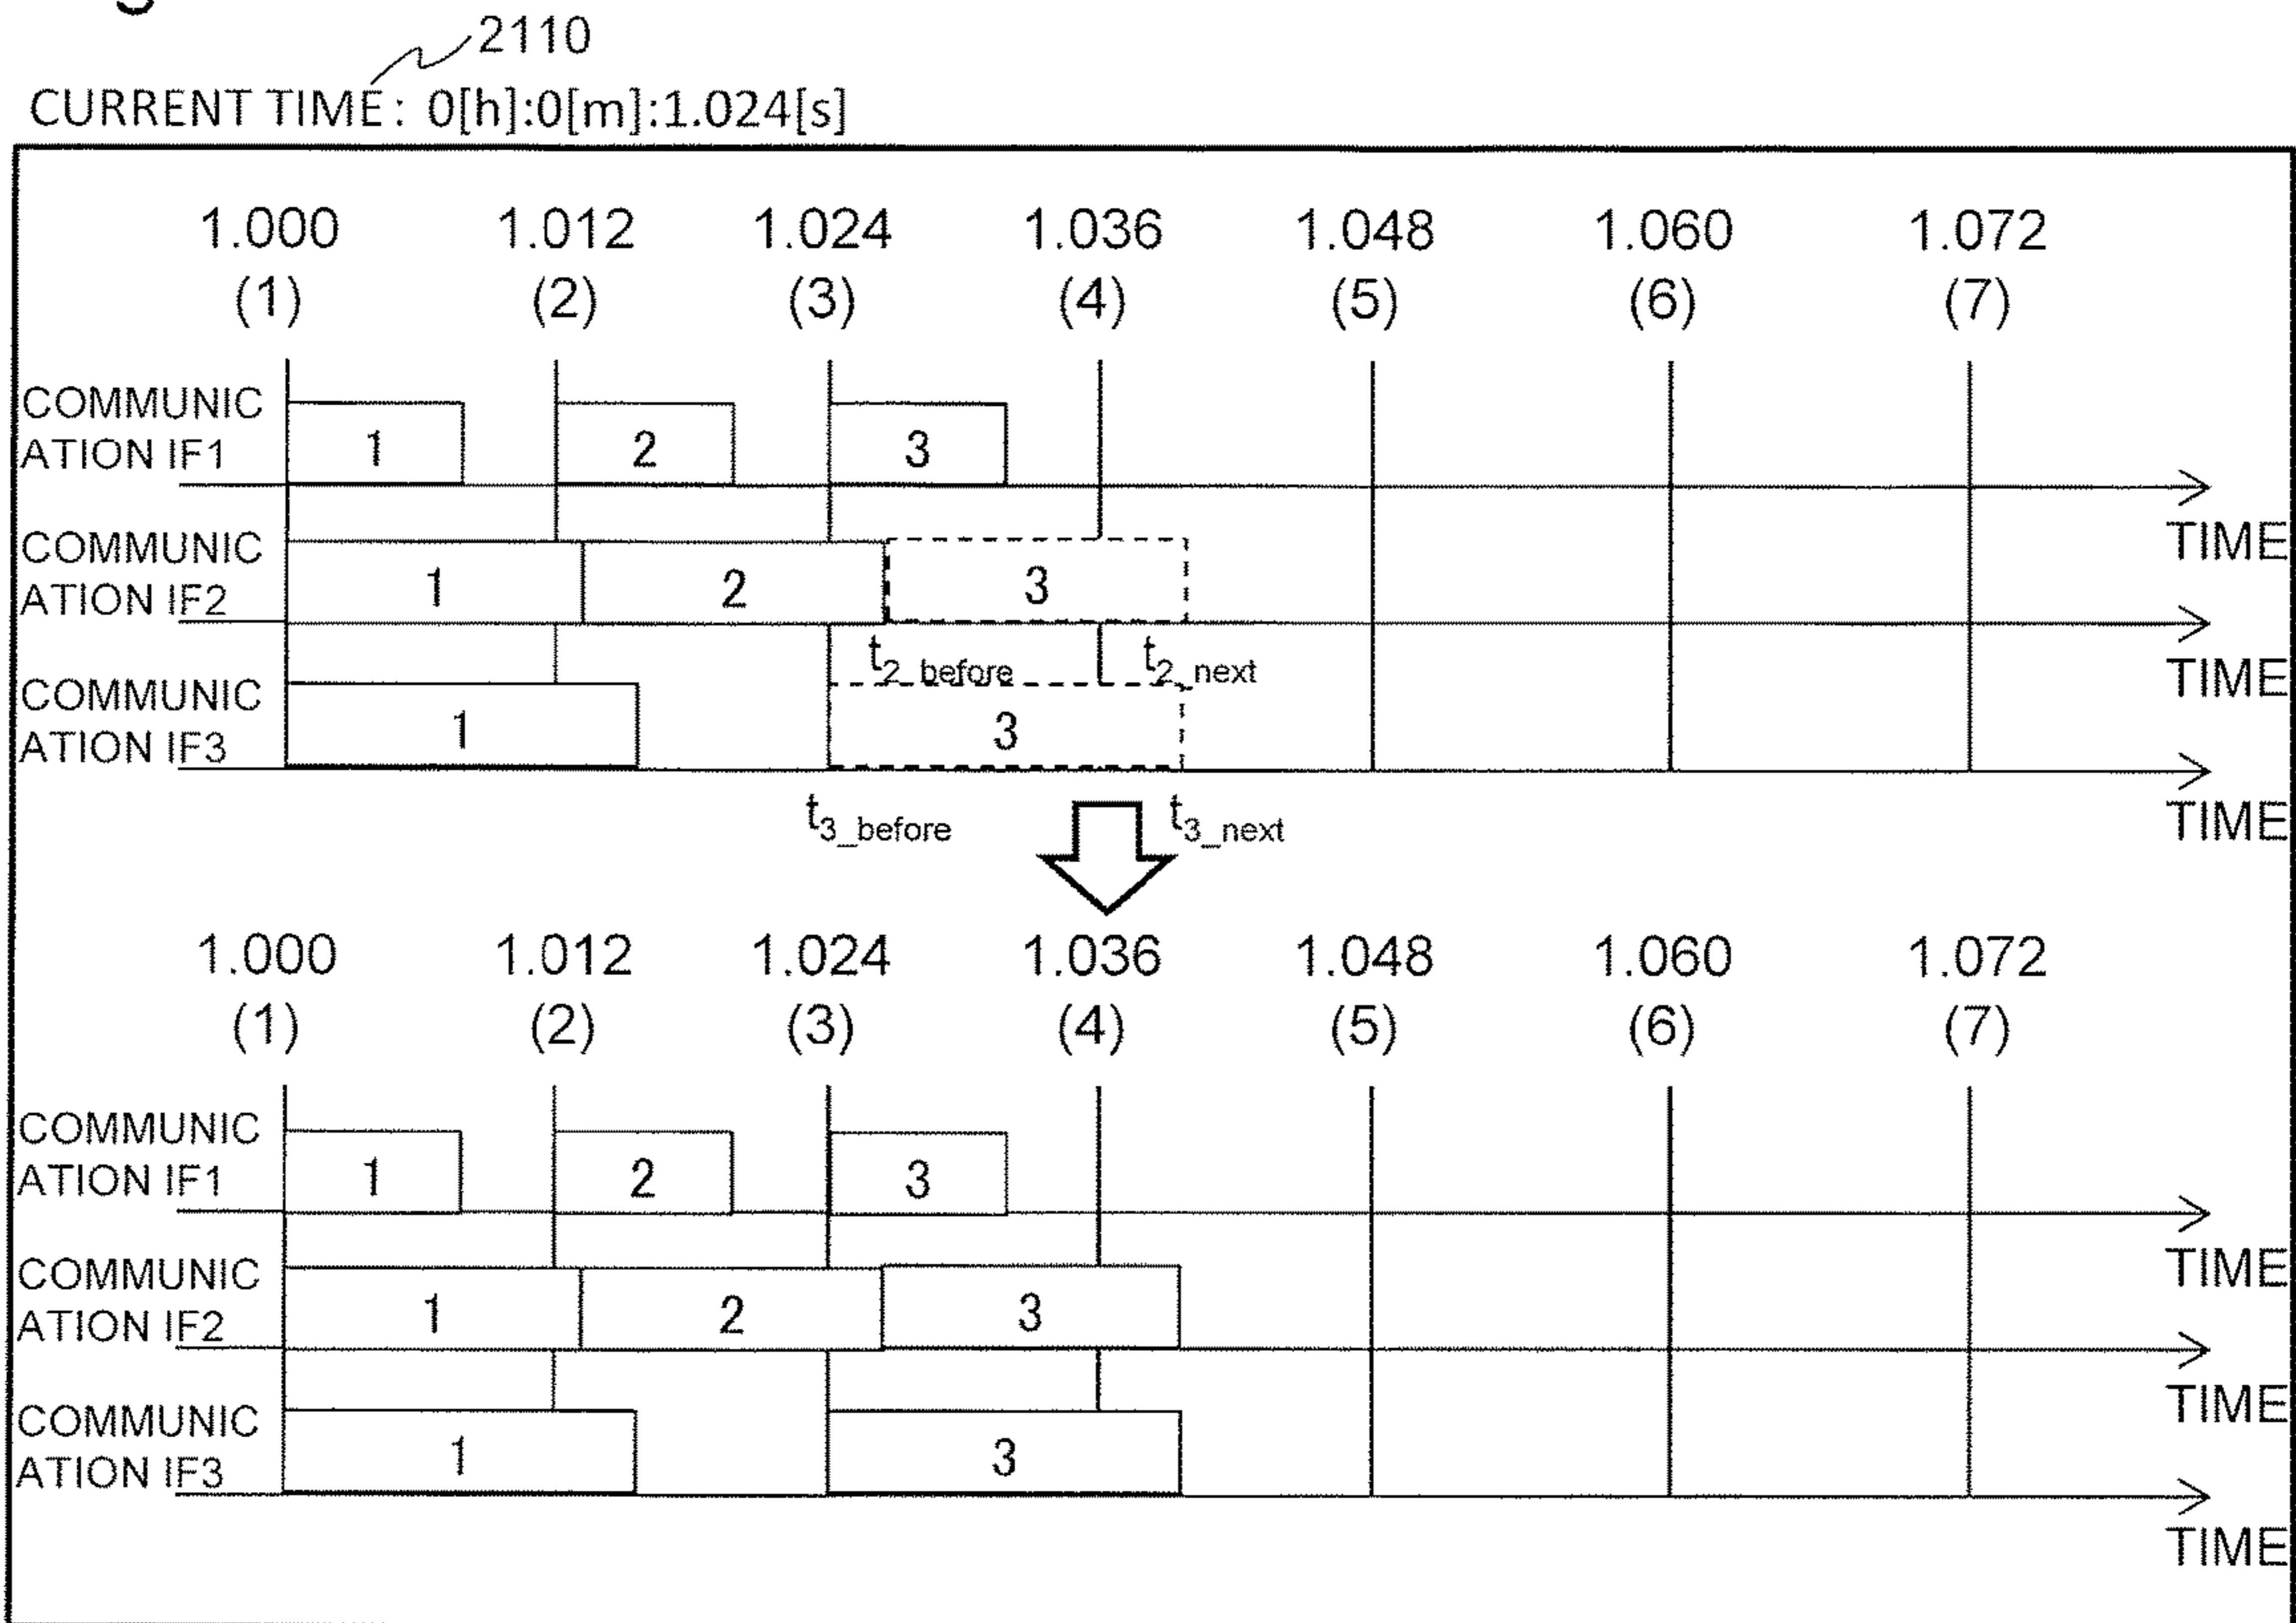 2110
CURRENT TIME: 0[h]:0[m]:1.024[s]
1.000 1.012 1.024 1.036 1.048 1.060 1.072
(1) (2) (3) (4) (5) (6) (7)
COMMUNIC
ATION IF1
1 2 3
TIME
COMMUNIC
ATION IF2
1 2 3
TIME
t2_before t2_next
COMMUNIC
ATION IF3
1 3
TIME
t3_before t3_next
1.000 1.012 1.024 1.036 1.048 1.060 1.072
(1) (2) (3) (4) (5) (6) (7)
COMMUNIC
ATION IF1
1 2 3
TIME
COMMUNIC
ATION IF2
1 2 3
TIME
COMMUNIC
ATION IF3
1 3
TIME